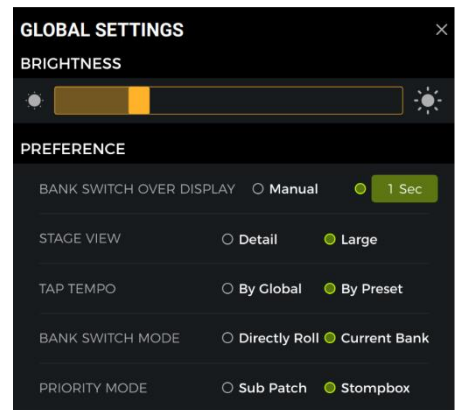 GLOBAL SETTINGS
BRIGHTNESS
PREFERENCE
BANK SWITCH OVER DISPLAY Manual 1 Sec
STAGE VIEW Detail Large
TAP TEMPO By Global By Preset
BANK SWITCH MODE Directly Roll Current Bank
PRIORITY MODE Sub Patch Stompbox